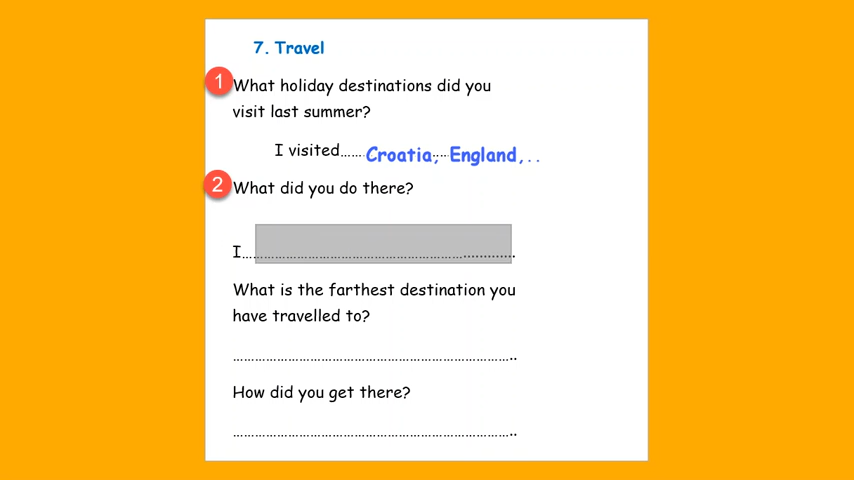 7. Travel
1 What holiday destinations did you
visit last summer?
I visited...... Croatia,.... England,..
2 What did you do there?
I..............................................................
What is the farthest destination you
have travelled to?
..............................................................
How did you get there?
..............................................................